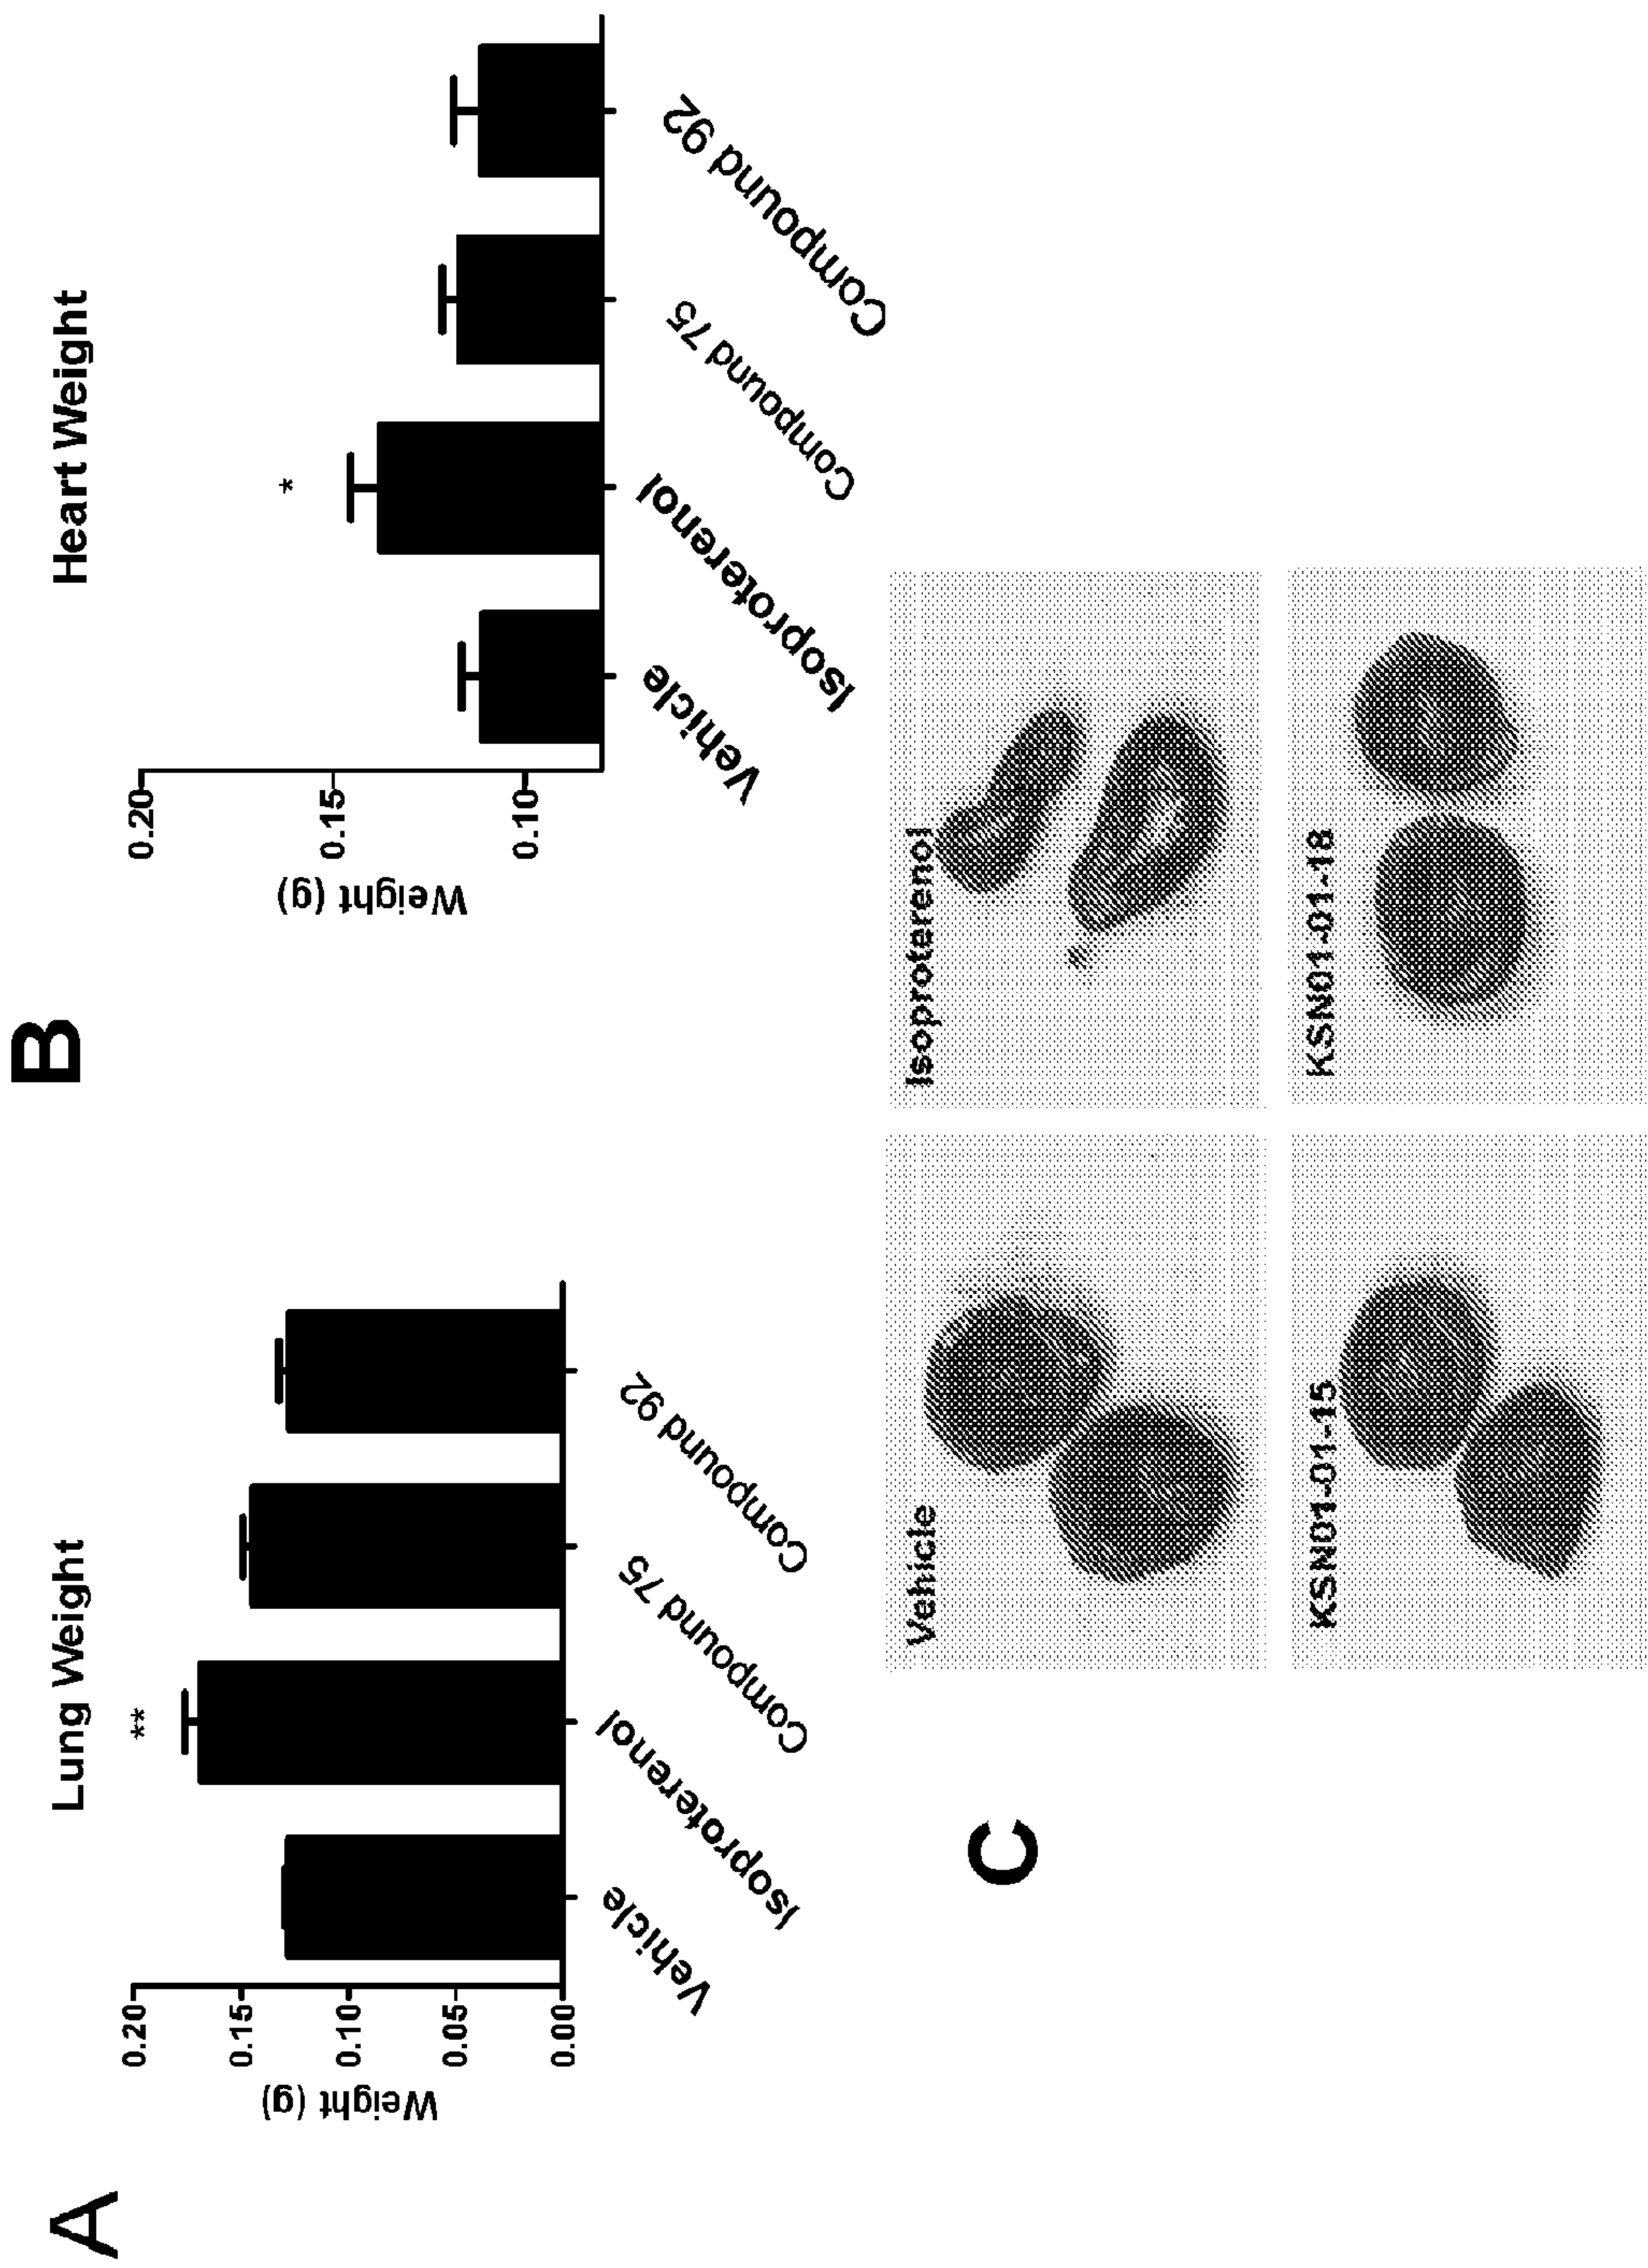 A
Lung Weight
**
Weight (g)
0.20
0.15
0.10
0.05
0.00
Vehicle
Isoproterenol
Compound 75
Compound 92
B
Heart Weight
*
Weight (g)
0.20
0.15
0.10
Vehicle
Isoproterenol
Compound 75
Compound 92
C
Vehicle
Isoproterenol
KSN01-01-15
KSN01-01-18